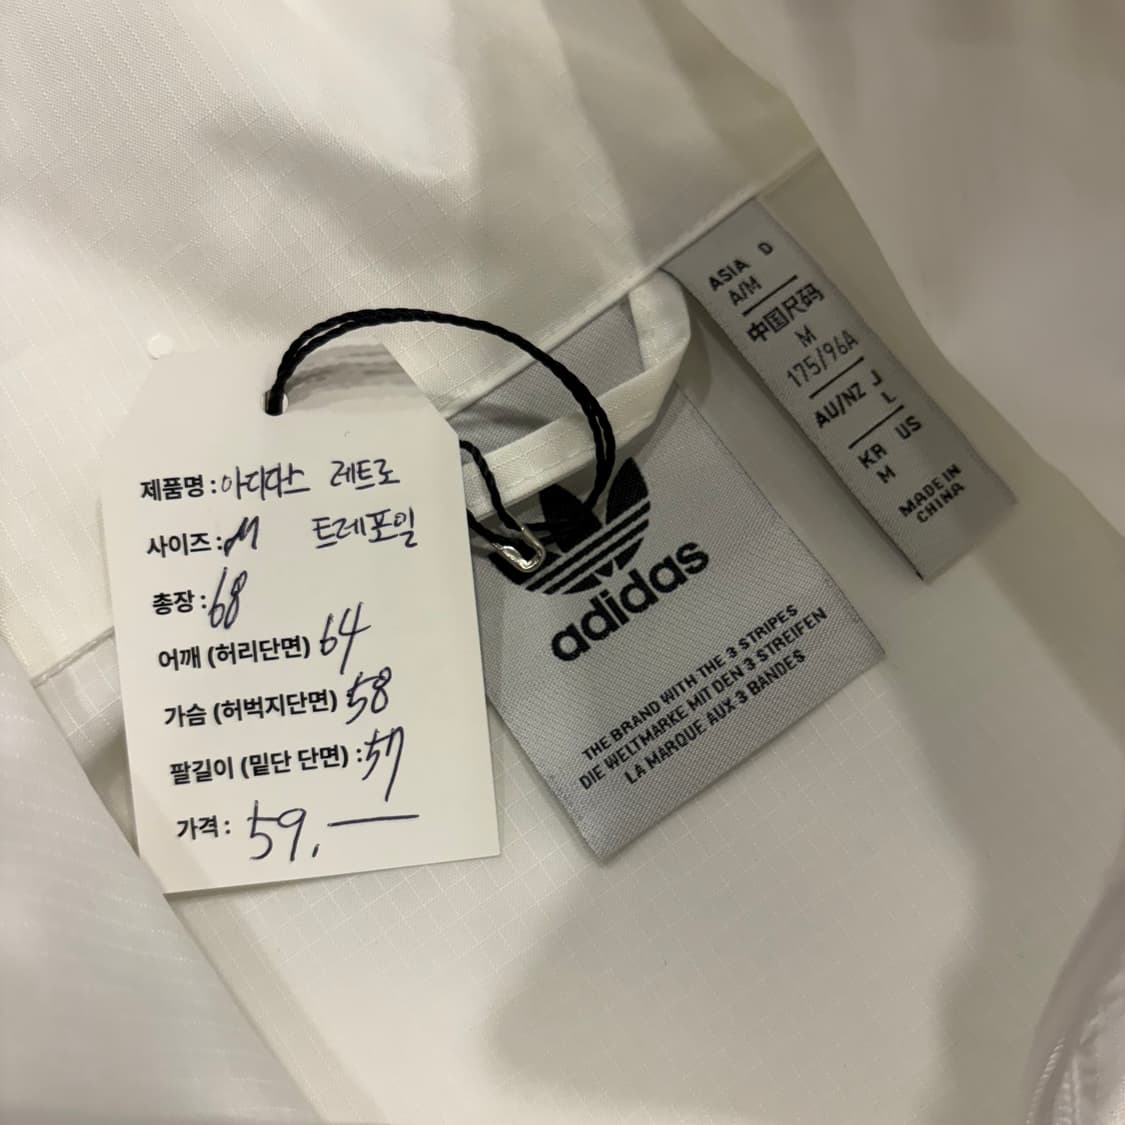 제품명 : 아디다스 레트로
사이즈 : M 트레포일
총장 : 68
어깨 (허리단면) 64
가슴 (허벅지단면) 58
팔길이 (밑단 단면) : 57
가격 : 59,—
adidas
THE BRAND WITH THE 3 STRIPES
DIE WELTMARKE MIT DEN 3 STREIFEN
LA MARQUE AUX 3 BANDES
ASIA D
A/M
中国尺码
M
175/96A
AU/NZ J
L
KR US
M
MADE IN
CHINA